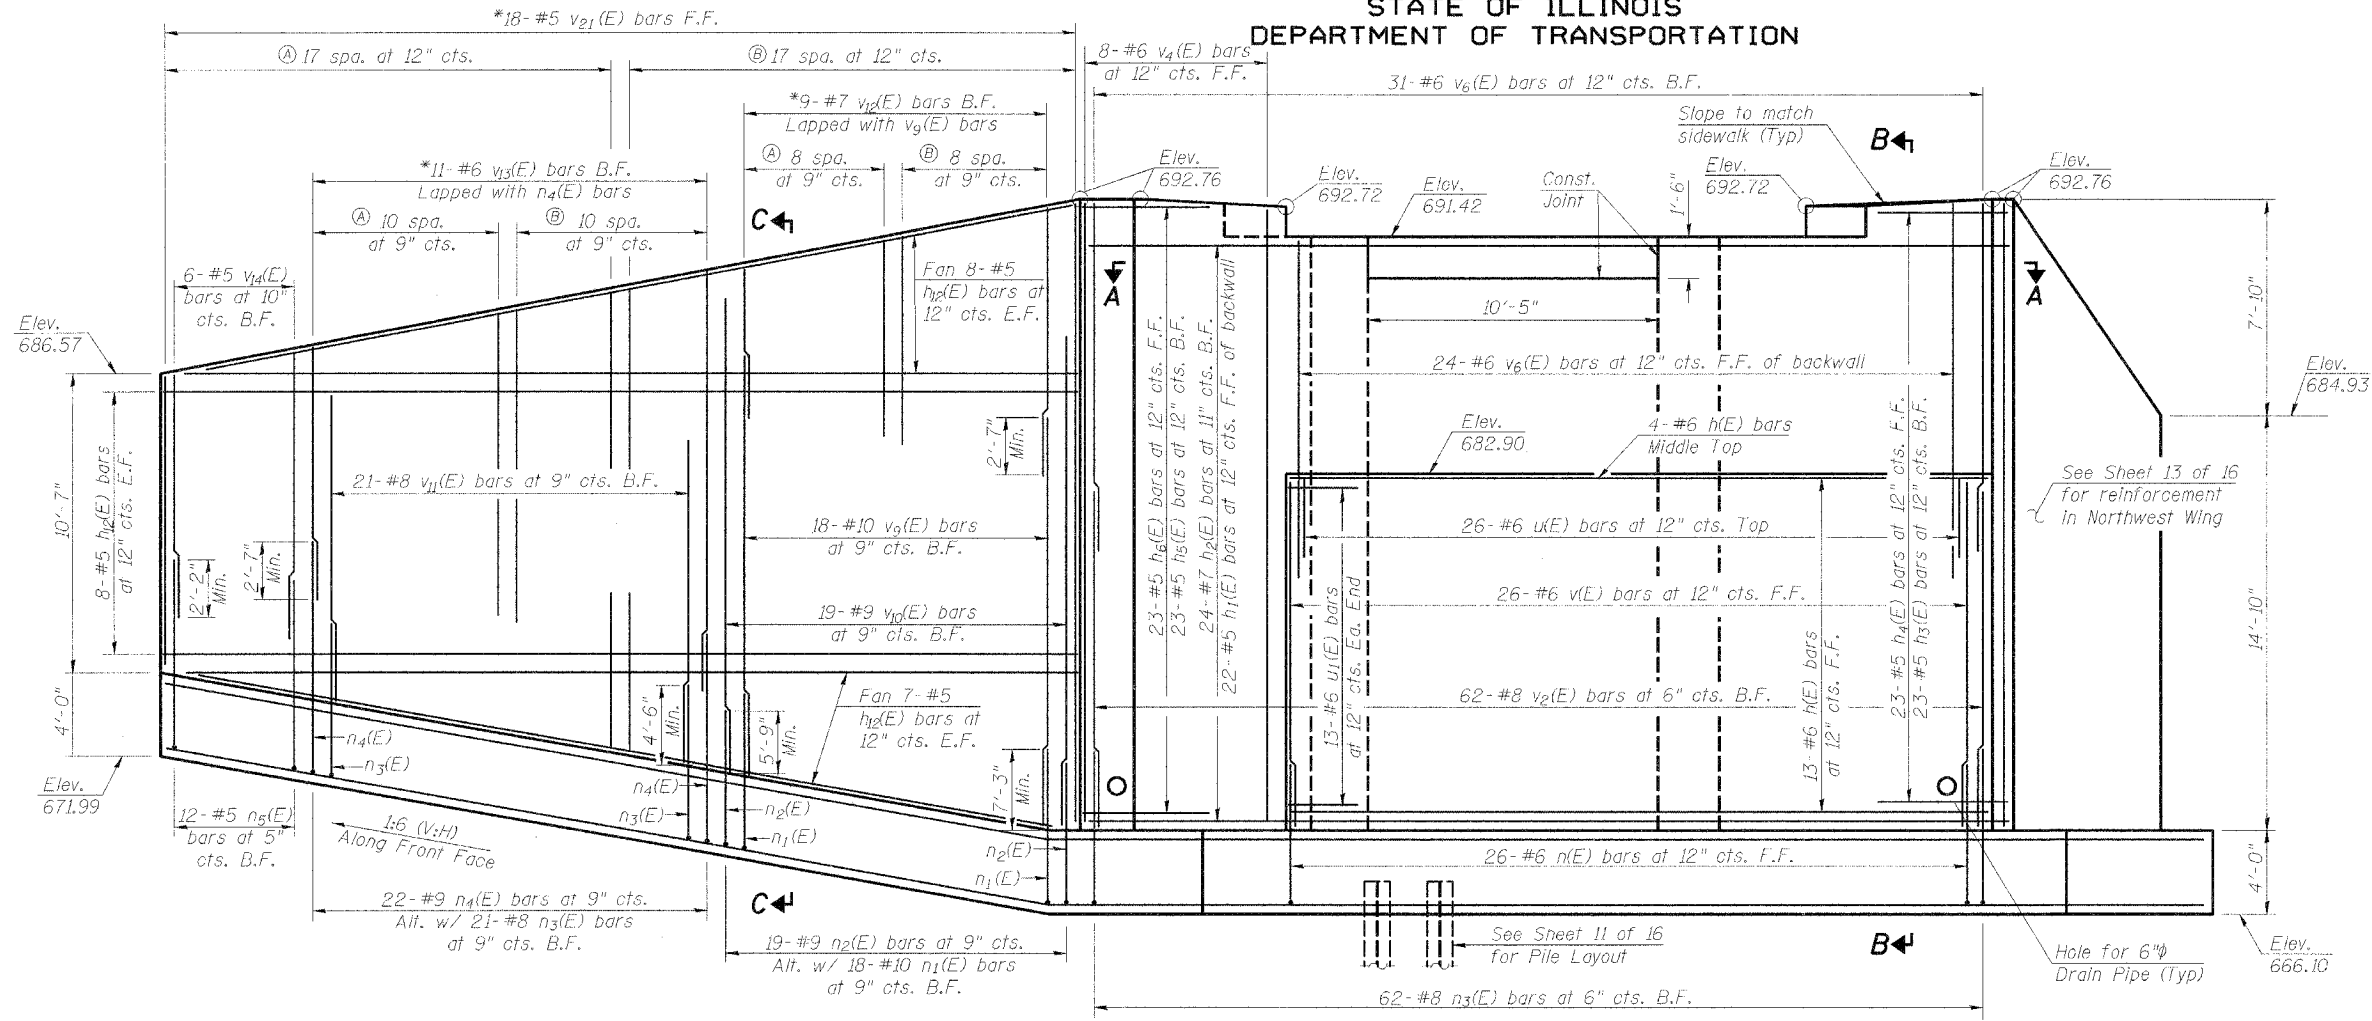 STATE OF ILLINOIS
DEPARTMENT OF TRANSPORTATION
*18-#5 v21(E) bars F.F.
Ⓐ 17 spa. at 12" cts.
Ⓑ 17 spa. at 12" cts.
8-#6 v4(E) bars
at 12" cts. F.F.
31-#6 v6(E) bars at 12" cts. B.F.
*9-#7 v12(E) bars B.F.
Lapped with v9(E) bars
Ⓐ 8 spa.
at 9" cts.
Ⓑ 8 spa.
at 9" cts.
*11-#6 v13(E) bars B.F.
Lapped with n4(E) bars
Ⓐ 10 spa.
at 9" cts.
Ⓑ 10 spa.
at 9" cts.
6-#5 v14(E)
bars at 10"
cts. B.F.
Elev.
686.57
C
Fan 8-#5
h12(E) bars at
12" cts. E.F.
Elev.
692.76
Elev.
692.72
Elev.
691.42
Const.
Joint
1'-6"
Slope to match
sidewalk (Typ)
Elev.
692.72
B
Elev.
692.76
A
A
10'-5"
7'-10"
24-#6 v6(E) bars at 12" cts. F.F. of backwall
Elev.
684.93
Elev.
682.90
4-#6 h(E) bars
Middle Top
See Sheet 13 of 16
for reinforcement
in Northwest Wing
10'-7"
8-#5 h12(E) bars
at 12" cts. E.F.
4'-0"
2'-2"
Min.
2'-7"
Min.
21-#8 v11(E) bars at 9" cts. B.F.
18-#10 v9(E) bars
at 9" cts. B.F.
19-#9 v10(E) bars
at 9" cts. B.F.
2'-7"
Min.
23-#5 h6(E) bars at 12" cts. F.F.
23-#5 h5(E) bars at 12" cts. B.F.
24-#7 h2(E) bars at 11" cts. B.F.
22-#5 h1(E) bars at 12" cts. F.F. of backwall
26-#6 u(E) bars at 12" cts. Top
26-#6 v(E) bars at 12" cts. F.F.
13-#6 u1(E) bars
at 12" cts. Ea. End
62-#8 v2(E) bars at 6" cts. B.F.
13-#6 h(E) bars
at 12" cts. F.F.
23-#5 h4(E) bars at 12" cts. F.F.
23-#5 h3(E) bars at 12" cts. B.F.
14'-10"
4'-6"
Min.
5'-9"
Min.
Fan 7-#5
h12(E) bars at
12" cts. E.F.
7'-3"
Min.
n4(E)
n3(E)
n4(E)
n3(E)
n2(E)
n1(E)
n2(E)
n1(E)
Elev.
671.99
12-#5 n5(E)
bars at 5"
cts. B.F.
1:6 (V:H)
Along Front Face
22-#9 n4(E) bars at 9" cts.
Alt. w/ 21-#8 n3(E) bars
at 9" cts. B.F.
C
19-#9 n2(E) bars at 9" cts.
Alt. w/ 18-#10 n1(E) bars
at 9" cts. B.F.
26-#6 n(E) bars at 12" cts. F.F.
4'-0"
See Sheet 11 of 16
for Pile Layout
B
Hole for 6"φ
Drain Pipe (Typ)
Elev.
666.10
62-#8 n3(E) bars at 6" cts. B.F.